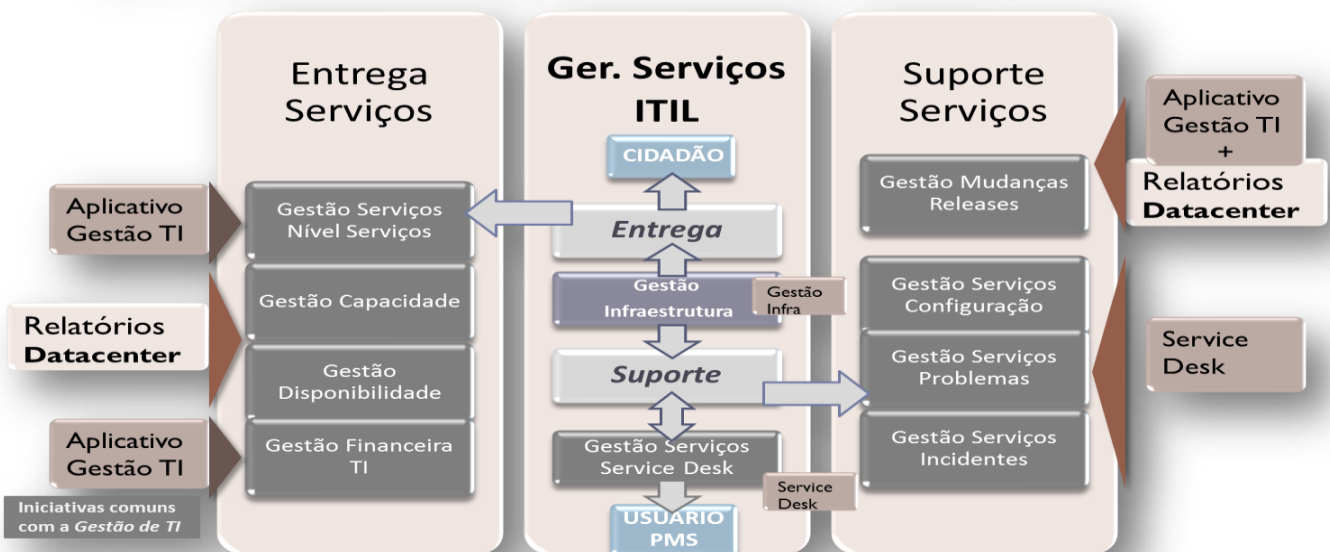 Entrega
Serviços
Aplicativo
Gestão TI
Gestão Serviços
Nível Serviços
Gestão Capacidade
Relatórios
Datacenter
Gestão
Disponibilidade
Aplicativo
Gestão TI
Gestão Financeira
TI
Iniciativas comuns
com a Gestão de TI
Ger. Serviços
ITIL
CIDADÃO
Entrega
Gestão
Infraestrutura
Gestão
Infra
Suporte
Gestão Serviços
Service Desk
Service
Desk
USUÁRIO
PMS
Suporte
Serviços
Gestão Mudanças
Releases
Aplicativo
Gestão TI
+
Relatórios
Datacenter
Gestão Serviços
Configuração
Gestão Serviços
Problemas
Gestão Serviços
Incidentes
Service
Desk